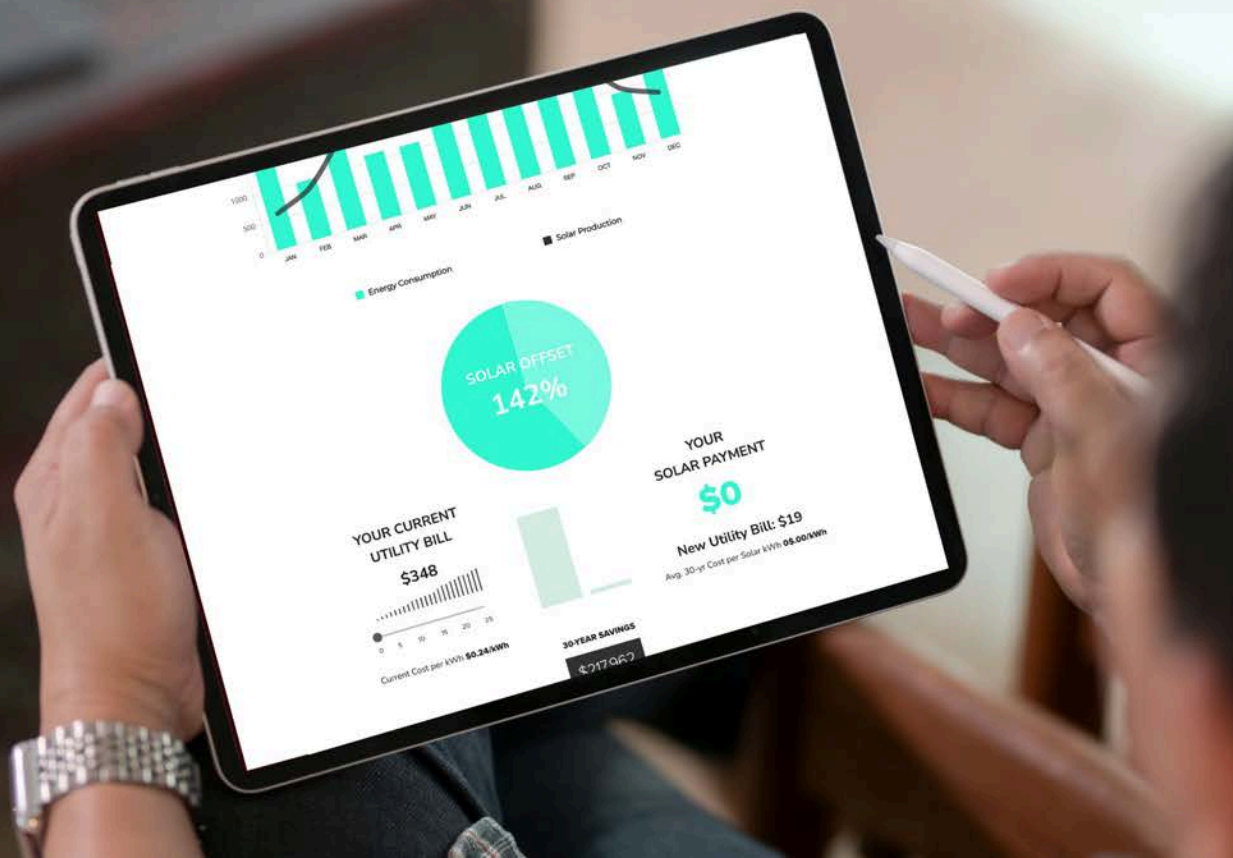 1000
500
0
JAN
FEB
MAR
APR
MAY
JUN
JUL
AUG
SEP
OCT
NOV
DEC
Energy Consumption
Solar Production
SOLAR OFFSET
142%
YOUR CURRENT
UTILITY BILL
$348
0 5 10 15 20 25
Current Cost per kWh $0.24/kWh
30-YEAR SAVINGS
$217,962
YOUR
SOLAR PAYMENT
$0
New Utility Bill: $19
Avg. 30-yr Cost per Solar kWh 0$.00/kWh